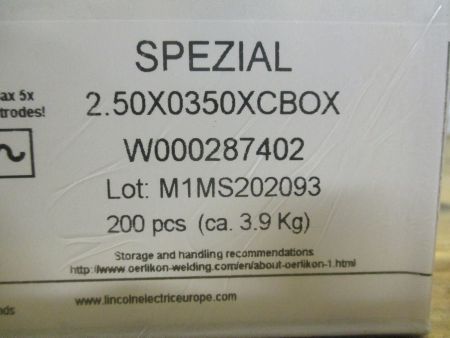 SPEZIAL
ax 5x
2.50X0350XCBOX
trodes!
W000287402
Lot: M1MS202093
200 pcs (ca. 3.9 Kg)
Storage and handling recommendations
http://www.oerlikon-welding.com/en/about-oerlikon-1.html
www.lincolnelectriceurope.com
nds